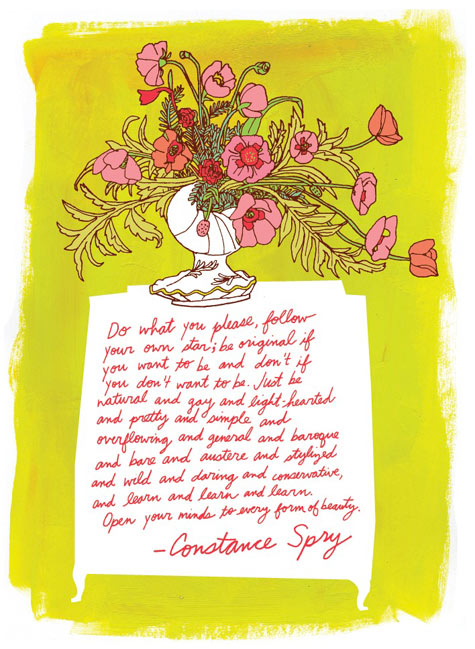 Do what you please, follow
your own star; be original if
you want to be and don't if
you don't want to be. Just be
natural and gay and light-hearted
and pretty and simple and
overflowing and general and baroque
and bare and austere and stylized
and wild and daring and conservative,
and learn and learn and learn.
Open your minds to every form of beauty.
-Constance Spry